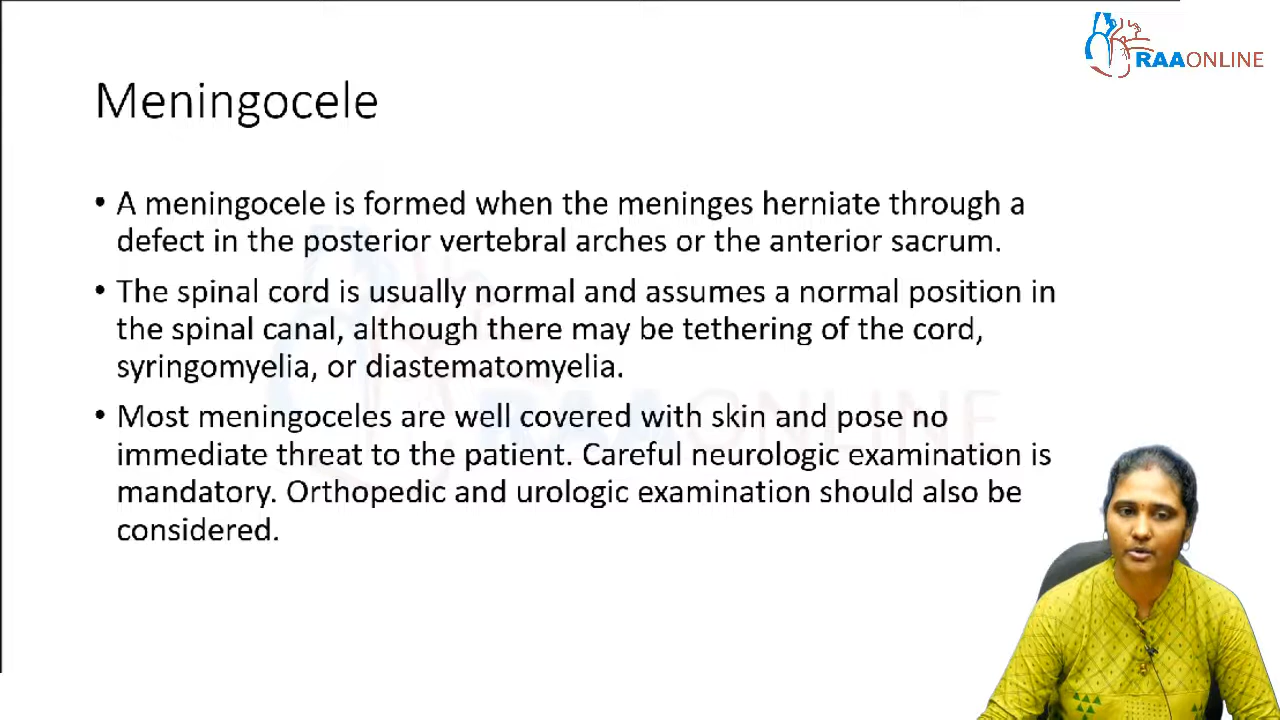 RAAONLINE
Meningocele
• A meningocele is formed when the meninges herniate through a
defect in the posterior vertebral arches or the anterior sacrum.
• The spinal cord is usually normal and assumes a normal position in
the spinal canal, although there may be tethering of the cord,
syringomyelia, or diastematomyelia.
• Most meningoceles are well covered with skin and pose no
immediate threat to the patient. Careful neurologic examination is
mandatory. Orthopedic and urologic examination should also be
considered.
RAAONLINE